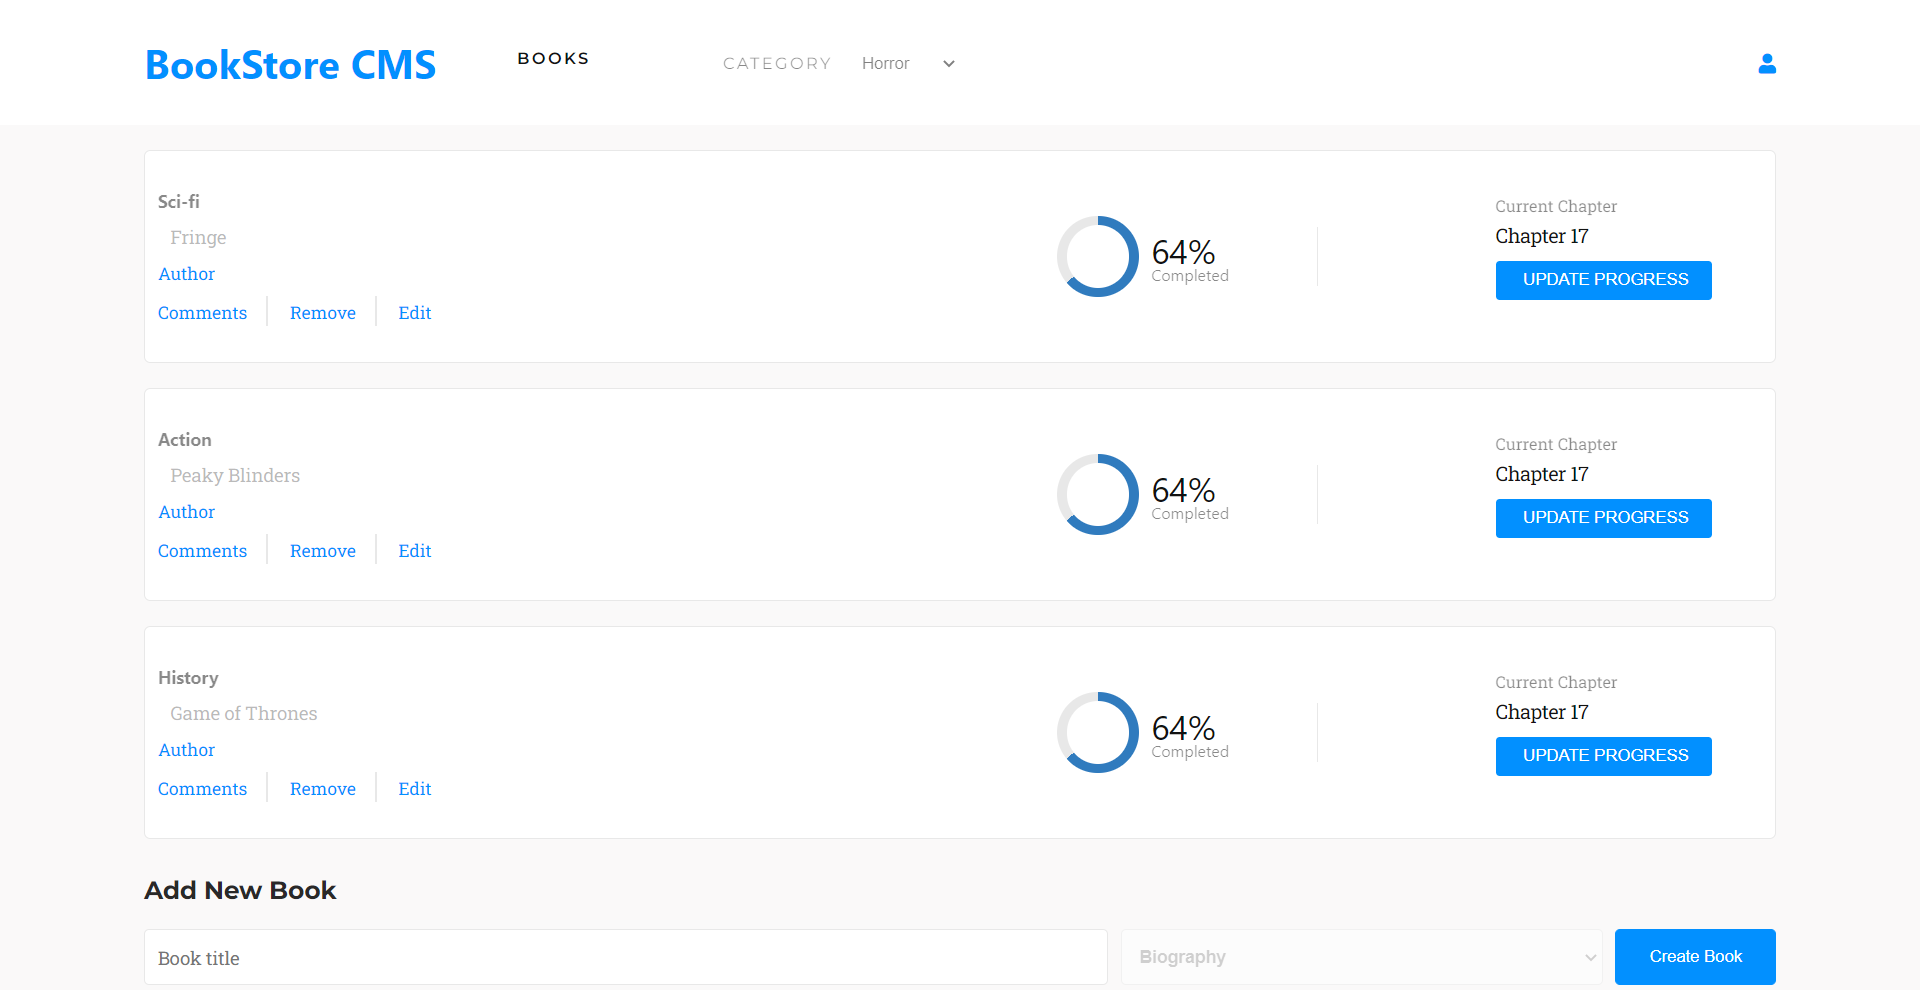 BookStore CMS
BOOKS
CATEGORY
Horror
Sci-fi
Fringe
Author
Comments
Remove
Edit
64%
Completed
Current Chapter
Chapter 17
UPDATE PROGRESS
Action
Peaky Blinders
Author
Comments
Remove
Edit
64%
Completed
Current Chapter
Chapter 17
UPDATE PROGRESS
History
Game of Thrones
Author
Comments
Remove
Edit
64%
Completed
Current Chapter
Chapter 17
UPDATE PROGRESS
Add New Book
Book title
Biography
Create Book